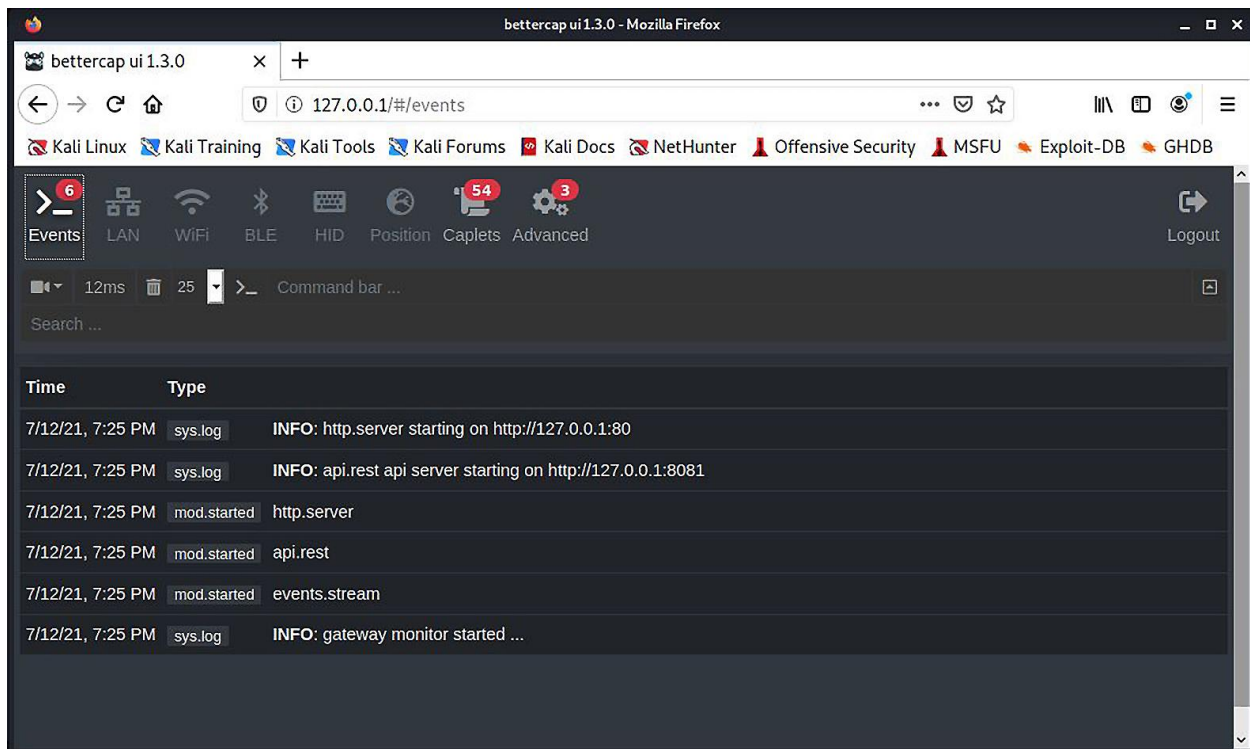 bettercap ui 1.3.0 - Mozilla Firefox
bettercap ui 1.3.0
127.0.0.1/#/events
Kali Linux Kali Training Kali Tools Kali Forums Kali Docs NetHunter Offensive Security MSFU Exploit-DB GHDB
6 54 3
Events LAN WiFi BLE HID Position Caplets Advanced Logout
12ms 25 Command bar ...
Search ...
Time Type
7/12/21, 7:25 PM sys.log INFO: http.server starting on http://127.0.0.1:80
7/12/21, 7:25 PM sys.log INFO: api.rest api server starting on http://127.0.0.1:8081
7/12/21, 7:25 PM mod.started http.server
7/12/21, 7:25 PM mod.started api.rest
7/12/21, 7:25 PM mod.started events.stream
7/12/21, 7:25 PM sys.log INFO: gateway monitor started ...